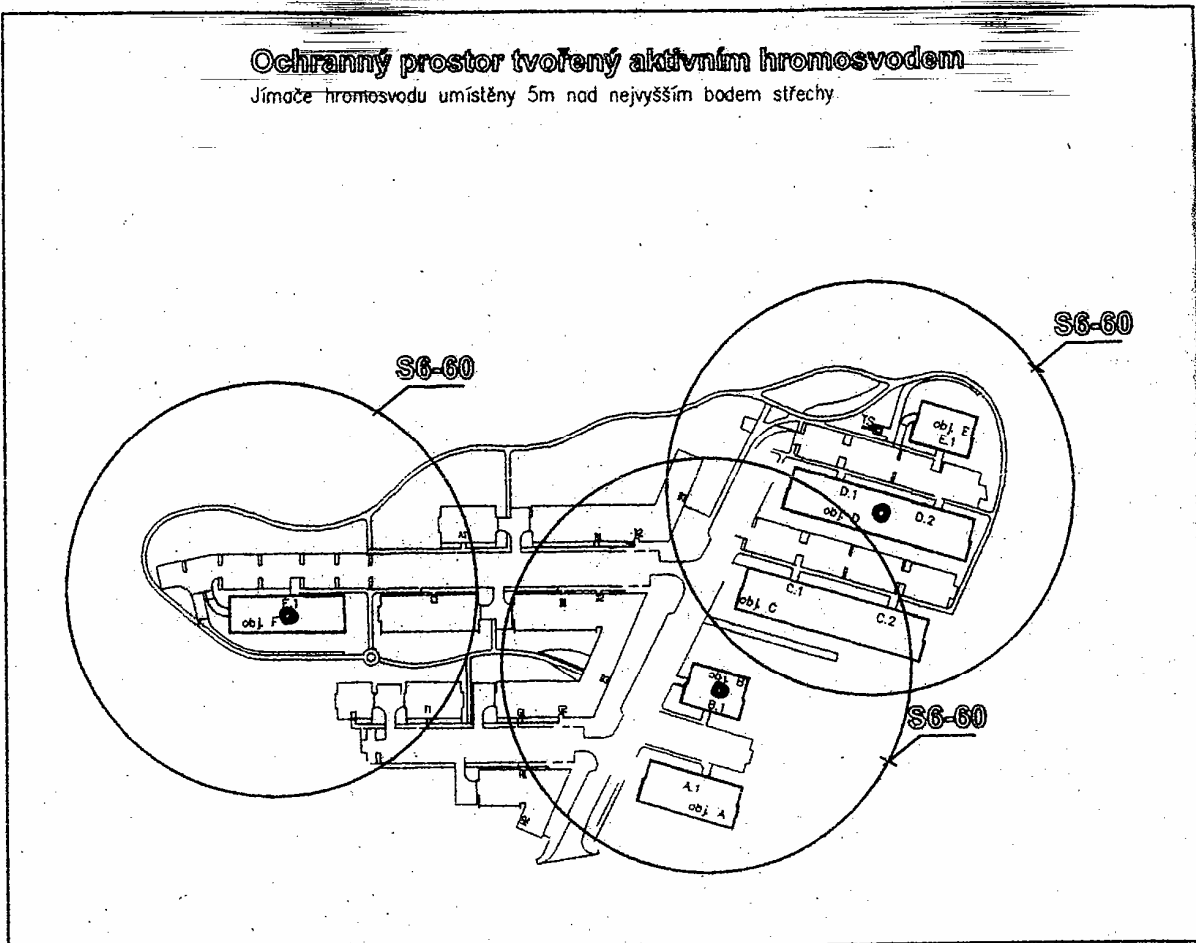 Ochranný prostor tvořený aktivním hromosvodem
Jímače hromosvodu umístěny 5m nad nejvyšším bodem střechy
S6-60
S6-60
TS
obj. E
E.1
D.1
obj. D
D.2
C.1
obj. C
C.2
F.1
obj. F
B.1
S6-60
A.1
obj. A